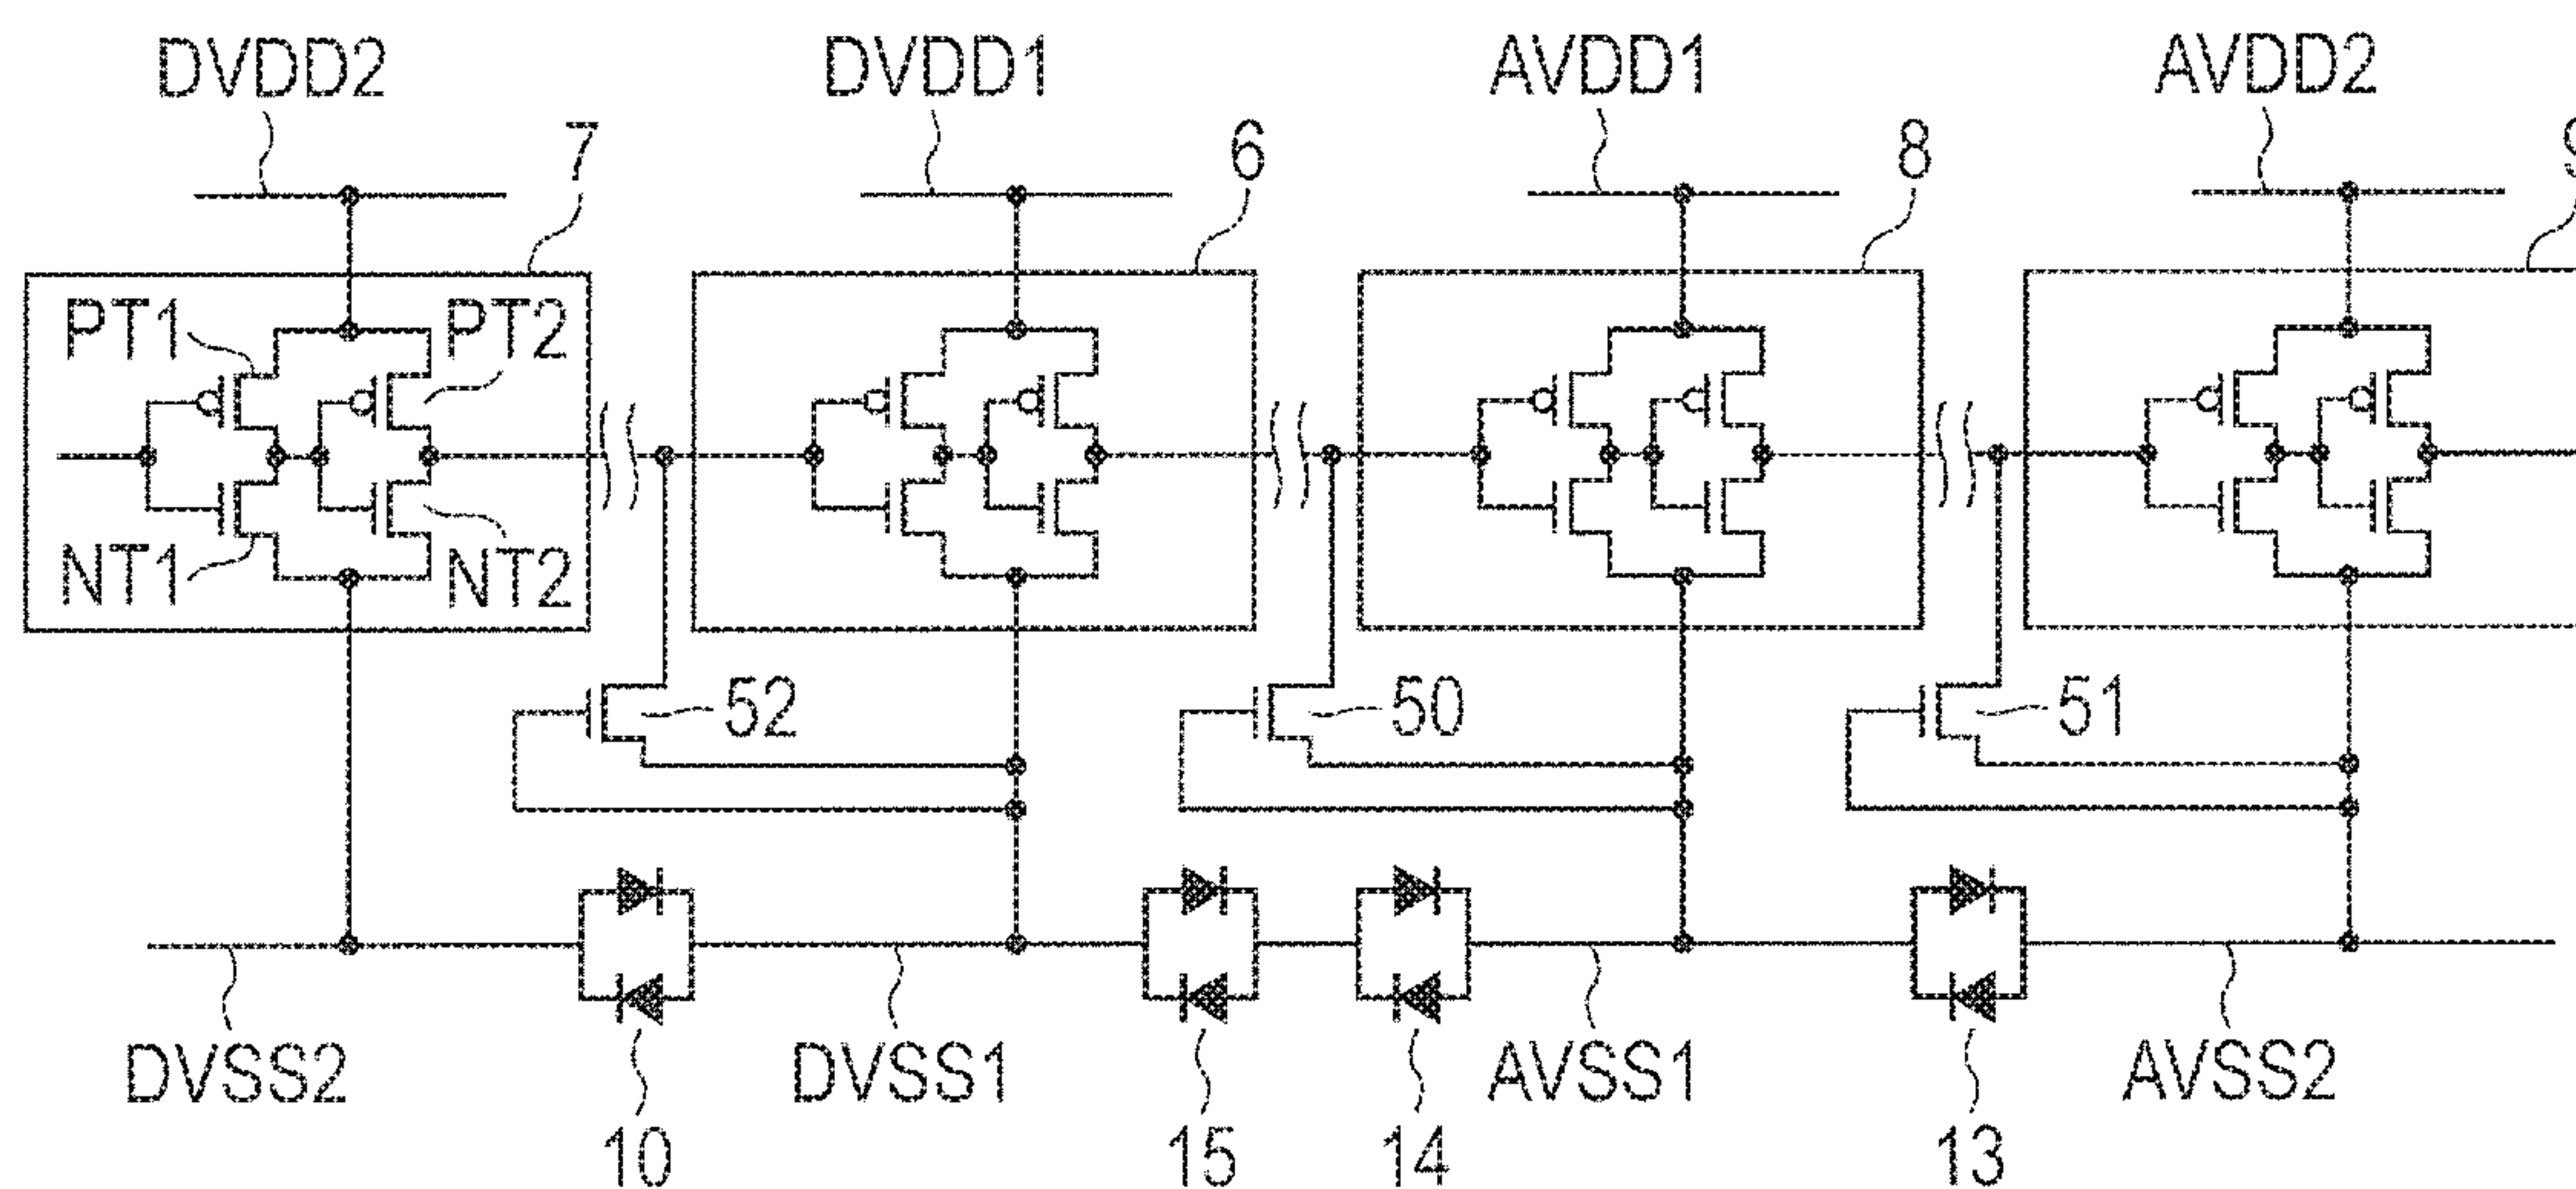 DVDD2 DVDD1 AVDD1 AVDD2
7 6 8 9
PT1 PT2
NT1 NT2
52 50 51
DVSS2 DVSS1 AVSS1 AVSS2
10 15 14 13